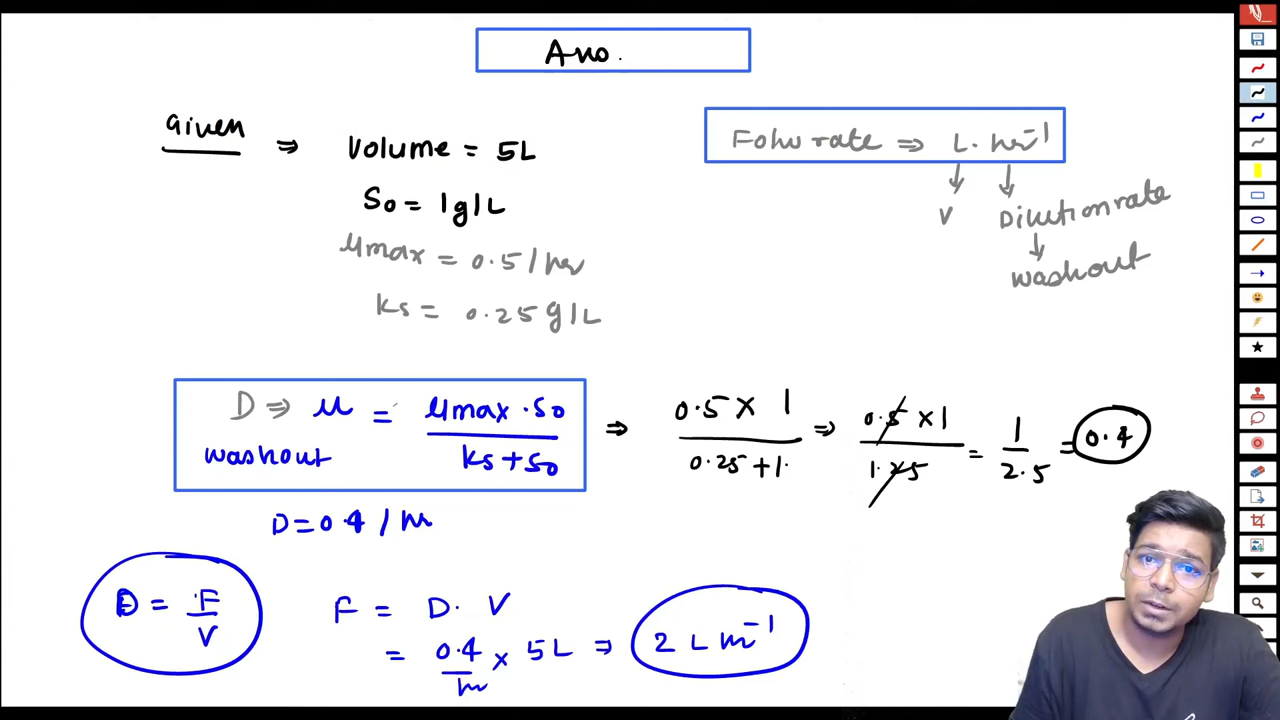 Ans.
Given ⇒ Volume = 5L
S₀ = 1g/L
μmax = 0.5/hr
Ks = 0.25 g/L
Folw rate ⇒ L. hr⁻¹
↓ ↓
V Dilution rate
↓
washout
D ⇒ μ = μmax . S₀ / Ks + S₀ ⇒ 0.5 × 1 / 0.25 + 1. ⇒ 0.5 × 1 / 1.25 = 1 / 2.5 = 0.4
washout
D = 0.4 / hr
D = F / V
F = D. V
= 0.4 / hr × 5L ⇒ 2 L hr⁻¹